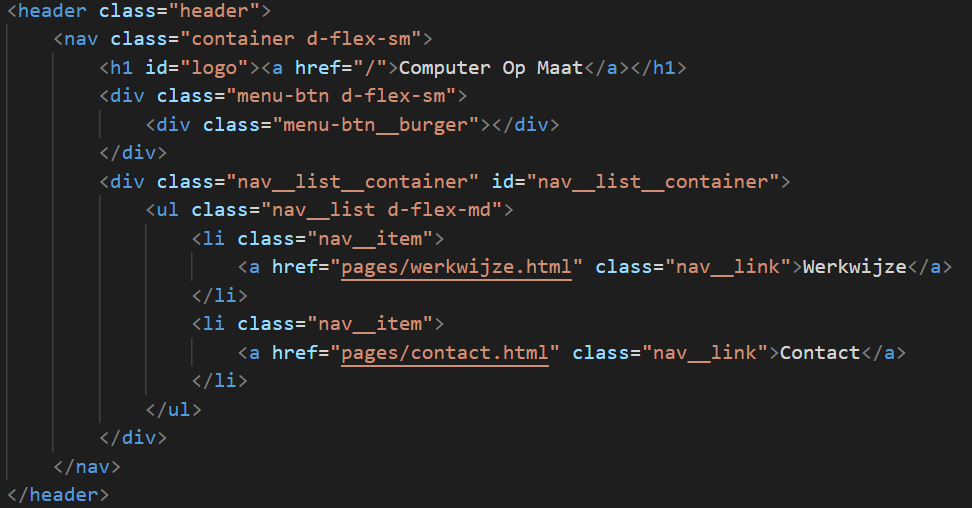 <header class="header">
<nav class="container d-flex-sm">
<h1 id="logo"><a href="/">Computer Op Maat</a></h1>
<div class="menu-btn d-flex-sm">
<div class="menu-btn__burger"></div>
</div>
<div class="nav__list__container" id="nav__list__container">
<ul class="nav__list d-flex-md">
<li class="nav__item">
<a href="pages/werkwijze.html" class="nav__link">Werkwijze</a>
</li>
<li class="nav__item">
<a href="pages/contact.html" class="nav__link">Contact</a>
</li>
</ul>
</div>
</nav>
</header>